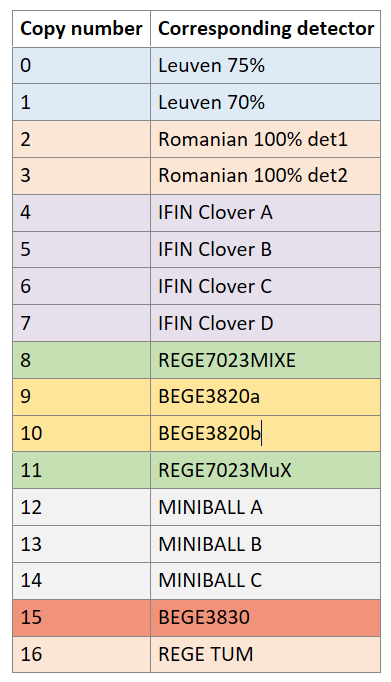 Copy number Corresponding detector
0 Leuven 75%
1 Leuven 70%
2 Romanian 100% det1
3 Romanian 100% det2
4 IFIN Clover A
5 IFIN Clover B
6 IFIN Clover C
7 IFIN Clover D
8 REGE7023MIXE
9 BEGE3820a
10 BEGE3820b
11 REGE7023MuX
12 MINIBALL A
13 MINIBALL B
14 MINIBALL C
15 BEGE3830
16 REGE TUM